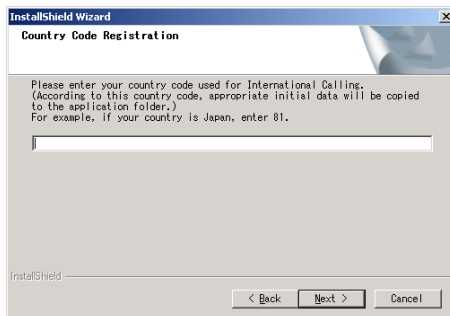 InstallShield Wizard
Country Code Registration
Please enter your country code used for International Calling.
(According to this country code, appropriate initial data will be copied
to the application folder.)
For example, if your country is Japan, enter 81.
InstallShield
< Back Next > Cancel